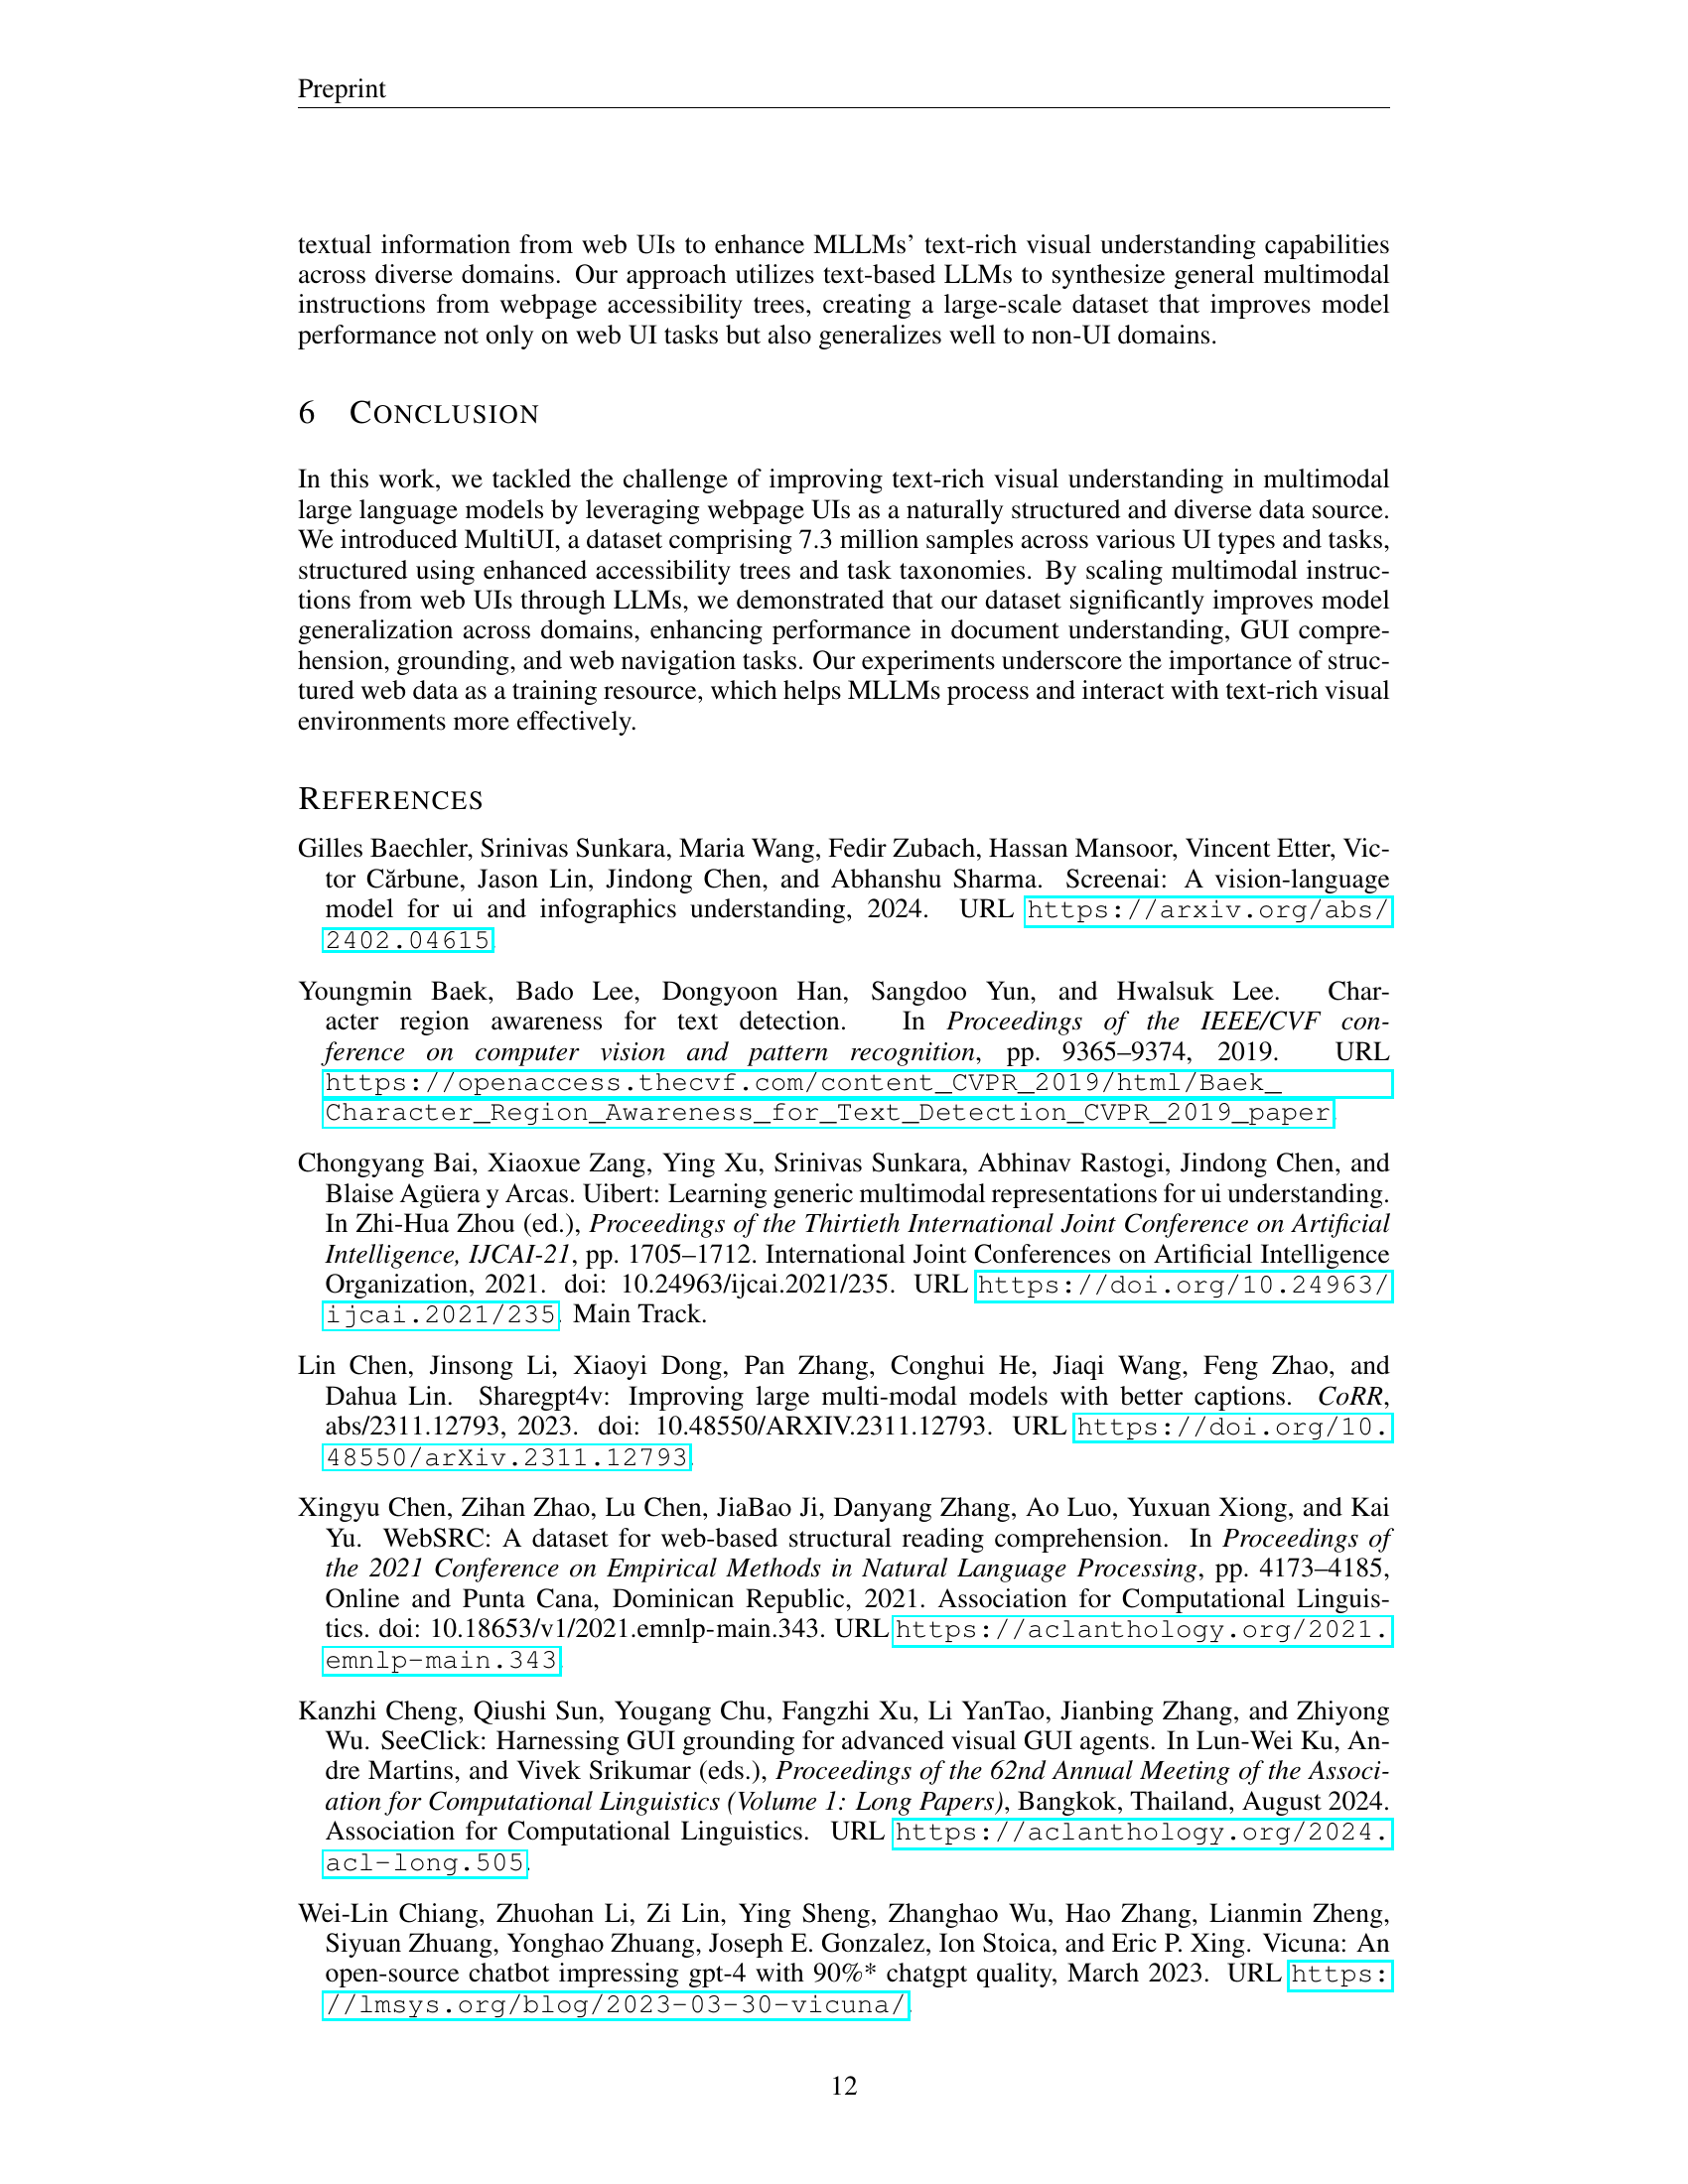 Preprint
textual information from web UIs to enhance MLLMs’ text-rich visual understanding capabilities
across diverse domains. Our approach utilizes text-based LLMs to synthesize general multimodal
instructions from webpage accessibility trees, creating a large-scale dataset that improves model
performance not only on web UI tasks but also generalizes well to non-UI domains.
6 CONCLUSION
In this work, we tackled the challenge of improving text-rich visual understanding in multimodal
large language models by leveraging webpage UIs as a naturally structured and diverse data source.
We introduced MultiUI, a dataset comprising 7.3 million samples across various UI types and tasks,
structured using enhanced accessibility trees and task taxonomies. By scaling multimodal instruc-
tions from web UIs through LLMs, we demonstrated that our dataset significantly improves model
generalization across domains, enhancing performance in document understanding, GUI compre-
hension, grounding, and web navigation tasks. Our experiments underscore the importance of struc-
tured web data as a training resource, which helps MLLMs process and interact with text-rich visual
environments more effectively.
REFERENCES
Gilles Baechler, Srinivas Sunkara, Maria Wang, Fedir Zubach, Hassan Mansoor, Vincent Etter, Vic-
tor Cărbune, Jason Lin, Jindong Chen, and Abhanshu Sharma. Screenai: A vision-language
model for ui and infographics understanding, 2024. URL https://arxiv.org/abs/
2402.04615.
Youngmin Baek, Bado Lee, Dongyoon Han, Sangdoo Yun, and Hwalsuk Lee. Char-
acter region awareness for text detection. In Proceedings of the IEEE/CVF con-
ference on computer vision and pattern recognition, pp. 9365–9374, 2019. URL
https://openaccess.thecvf.com/content_CVPR_2019/html/Baek_
Character_Region_Awareness_for_Text_Detection_CVPR_2019_paper.
Chongyang Bai, Xiaoxue Zang, Ying Xu, Srinivas Sunkara, Abhinav Rastogi, Jindong Chen, and
Blaise Agüera y Arcas. Uibert: Learning generic multimodal representations for ui understanding.
In Zhi-Hua Zhou (ed.), Proceedings of the Thirtieth International Joint Conference on Artificial
Intelligence, IJCAI-21, pp. 1705–1712. International Joint Conferences on Artificial Intelligence
Organization, 2021. doi: 10.24963/ijcai.2021/235. URL https://doi.org/10.24963/
ijcai.2021/235. Main Track.
Lin Chen, Jinsong Li, Xiaoyi Dong, Pan Zhang, Conghui He, Jiaqi Wang, Feng Zhao, and
Dahua Lin. Sharegpt4v: Improving large multi-modal models with better captions. CoRR,
abs/2311.12793, 2023. doi: 10.48550/ARXIV.2311.12793. URL https://doi.org/10.
48550/arXiv.2311.12793.
Xingyu Chen, Zihan Zhao, Lu Chen, JiaBao Ji, Danyang Zhang, Ao Luo, Yuxuan Xiong, and Kai
Yu. WebSRC: A dataset for web-based structural reading comprehension. In Proceedings of
the 2021 Conference on Empirical Methods in Natural Language Processing, pp. 4173–4185,
Online and Punta Cana, Dominican Republic, 2021. Association for Computational Linguis-
tics. doi: 10.18653/v1/2021.emnlp-main.343. URL https://aclanthology.org/2021.
emnlp-main.343.
Kanzhi Cheng, Qiushi Sun, Yougang Chu, Fangzhi Xu, Li YanTao, Jianbing Zhang, and Zhiyong
Wu. SeeClick: Harnessing GUI grounding for advanced visual GUI agents. In Lun-Wei Ku, An-
dre Martins, and Vivek Srikumar (eds.), Proceedings of the 62nd Annual Meeting of the Associ-
ation for Computational Linguistics (Volume 1: Long Papers), Bangkok, Thailand, August 2024.
Association for Computational Linguistics. URL https://aclanthology.org/2024.
acl-long.505.
Wei-Lin Chiang, Zhuohan Li, Zi Lin, Ying Sheng, Zhanghao Wu, Hao Zhang, Lianmin Zheng,
Siyuan Zhuang, Yonghao Zhuang, Joseph E. Gonzalez, Ion Stoica, and Eric P. Xing. Vicuna: An
open-source chatbot impressing gpt-4 with 90%* chatgpt quality, March 2023. URL https:
//lmsys.org/blog/2023-03-30-vicuna/.
12